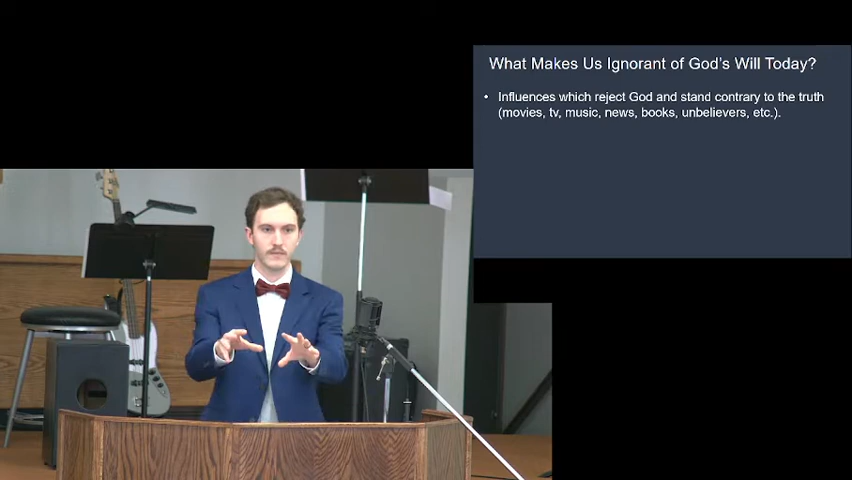 What Makes Us Ignorant of God's Will Today?
• Influences which reject God and stand contrary to the truth
(movies, tv, music, news, books, unbelievers, etc.).